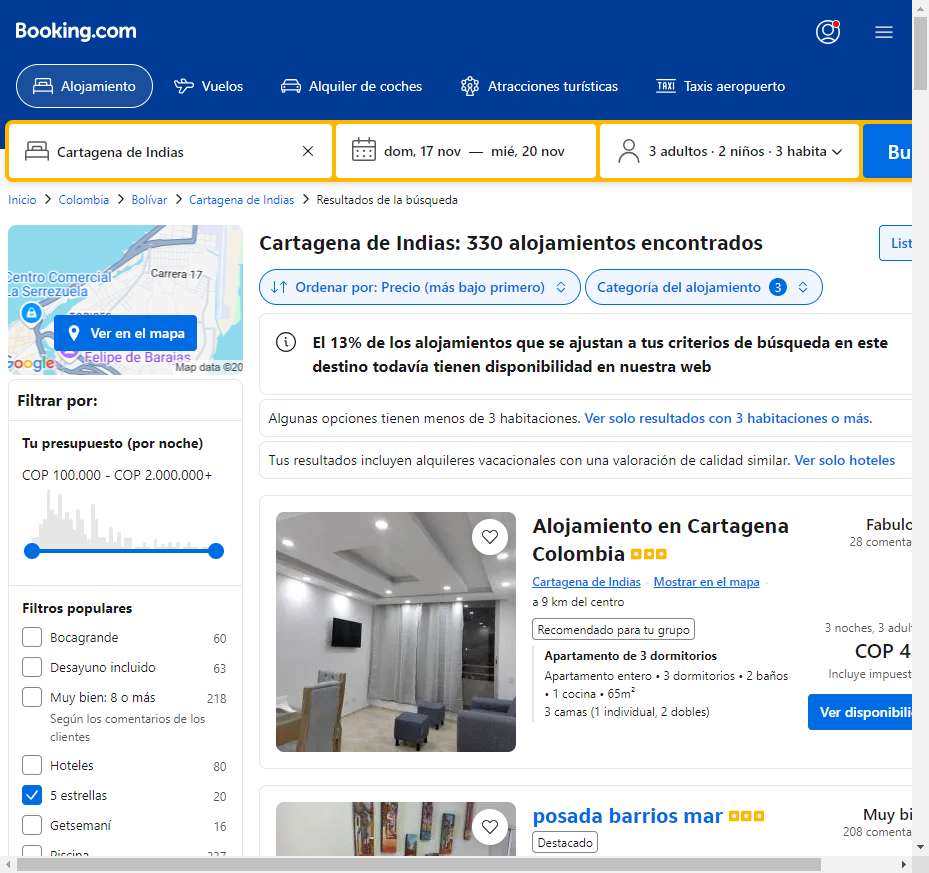 Booking.com
Alojamiento
Vuelos
Alquiler de coches
Atracciones turísticas
TAXI Taxis aeropuerto
Cartagena de Indias
dom, 17 nov — mié, 20 nov
3 adultos · 2 niños · 3 habita
Bu
Inicio > Colombia > Bolívar > Cartagena de Indias > Resultados de la búsqueda
Centro Comercial
La Serrezuela
Carrera 17
Ver en el mapa
Felipe de Barajas
Google
Map data ©20
Cartagena de Indias: 330 alojamientos encontrados
List
Ordenar por: Precio (más bajo primero)
Categoría del alojamiento 3
El 13% de los alojamientos que se ajustan a tus criterios de búsqueda en este
destino todavía tienen disponibilidad en nuestra web
Algunas opciones tienen menos de 3 habitaciones. Ver solo resultados con 3 habitaciones o más.
Tus resultados incluyen alquileres vacacionales con una valoración de calidad similar. Ver solo hoteles
Filtrar por:
Tu presupuesto (por noche)
COP 100.000 - COP 2.000.000+
Filtros populares
Bocagrande 60
Desayuno incluido 63
Muy bien: 8 o más 218
Según los comentarios de los
clientes
Hoteles 80
5 estrellas 20
Getsemaní 16
Piscina 227
Alojamiento en Cartagena
Colombia
Fabulo
28 comenta
Cartagena de Indias · Mostrar en el mapa ·
a 9 km del centro
Recomendado para tu grupo
Apartamento de 3 dormitorios
Apartamento entero • 3 dormitorios • 2 baños
• 1 cocina • 65m²
3 camas (1 individual, 2 dobles)
3 noches, 3 adult
COP 4
Incluye impuest
Ver disponibili
posada barrios mar
Destacado
Muy bi
208 comenta